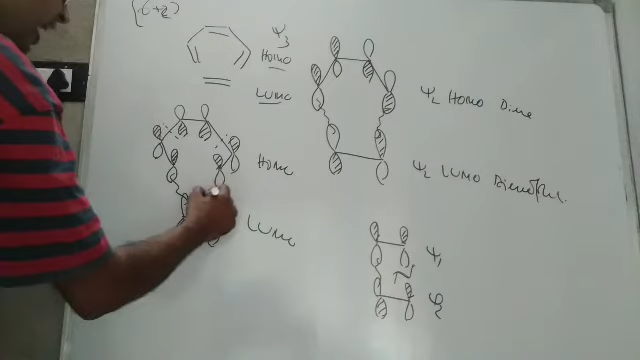 [6+2]
Ψ3
HOMO
LUMO
Ψ2 HOMO Diene
HOMO
Ψ2 LUMO Dienophile
LUMO
Ψ1
Ψ2